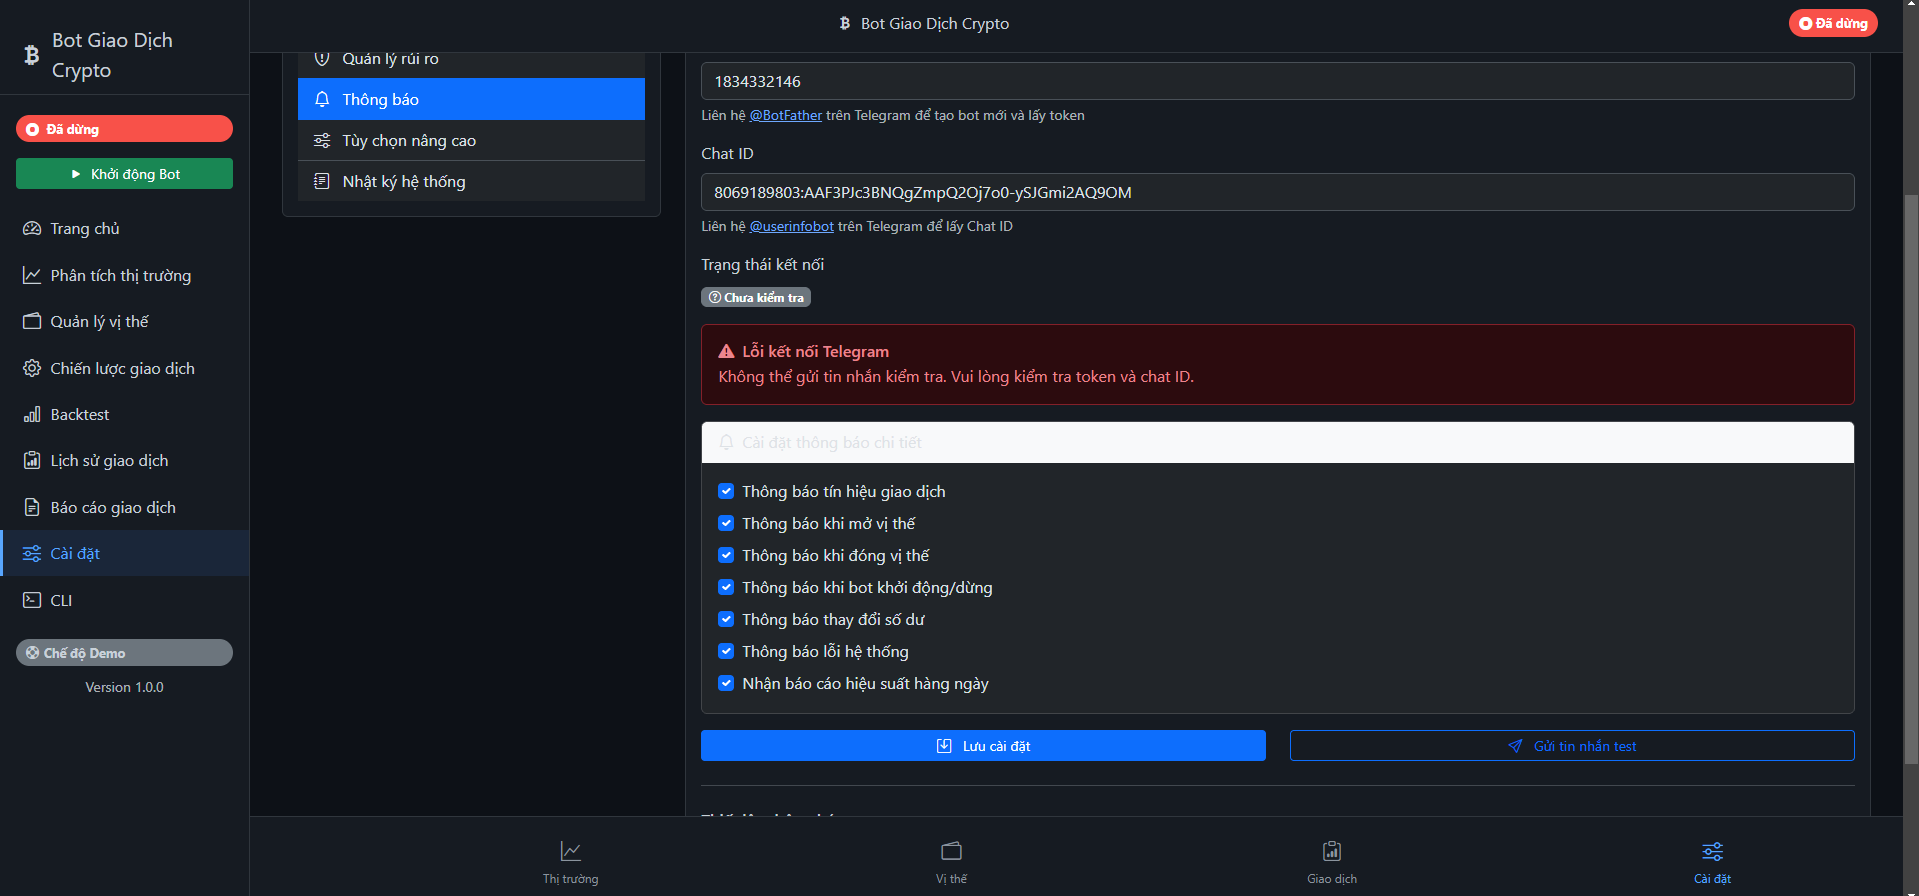 Bot Giao Dịch
Crypto
Đã dừng
Khởi động Bot
Trang chủ
Phân tích thị trường
Quản lý vị thế
Chiến lược giao dịch
Backtest
Lịch sử giao dịch
Báo cáo giao dịch
Cài đặt
CLI
Chế độ Demo
Version 1.0.0
Bot Giao Dịch Crypto
Đã dừng
Quản lý rủi ro
Thông báo
Tùy chọn nâng cao
Nhật ký hệ thống
1834332146
Liên hệ @BotFather trên Telegram để tạo bot mới và lấy token
Chat ID
8069189803:AAF3PJc3BNQgZmpQ2Oj7o0-ySJGmi2AQ9OM
Liên hệ @userinfobot trên Telegram để lấy Chat ID
Trạng thái kết nối
Chưa kiểm tra
Lỗi kết nối Telegram
Không thể gửi tin nhắn kiểm tra. Vui lòng kiểm tra token và chat ID.
Cài đặt thông báo chi tiết
Thông báo tín hiệu giao dịch
Thông báo khi mở vị thế
Thông báo khi đóng vị thế
Thông báo khi bot khởi động/dừng
Thông báo thay đổi số dư
Thông báo lỗi hệ thống
Nhận báo cáo hiệu suất hàng ngày
Lưu cài đặt
Gửi tin nhắn test
Thị trường
Vị thế
Giao dịch
Cài đặt